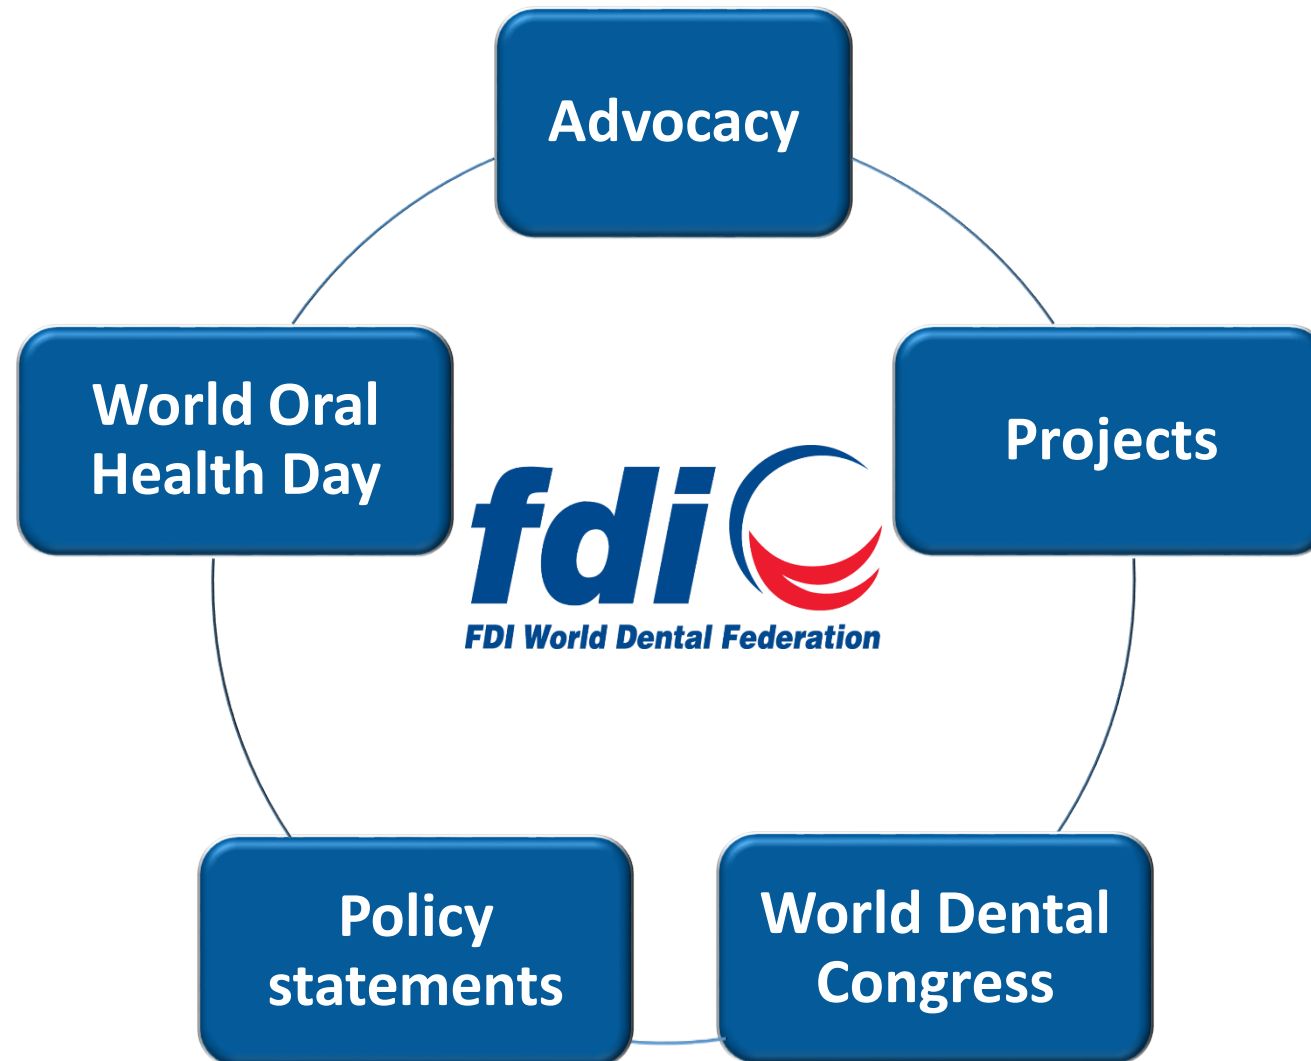 Advocacy
World Oral
Health Day
Projects
fdi
FDI World Dental Federation
Policy
statements
World Dental
Congress